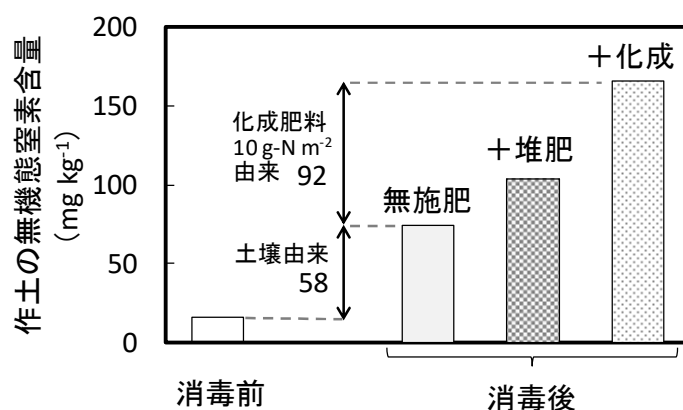 作土の無機態窒素含量
（mg kg⁻¹）
200
150
100
50
0
化成肥料
10 g-N m⁻²
由来 92
土壌由来
58
無施肥
＋堆肥
＋化成
消毒前
消毒後